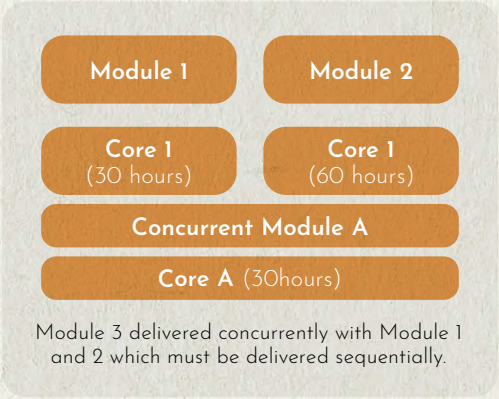 Module 1
Module 2
Core 1
(30 hours)
Core 1
(60 hours)
Concurrent Module A
Core A (30hours)
Module 3 delivered concurrently with Module 1
and 2 which must be delivered sequentially.